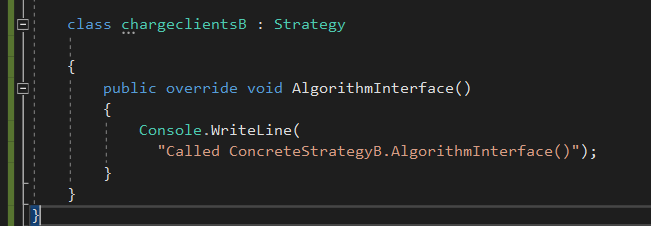 class chargeclientsB : Strategy
{
public override void AlgorithmInterface()
{
Console.WriteLine(
"Called ConcreteStrategyB.AlgorithmInterface()");
}
}
}